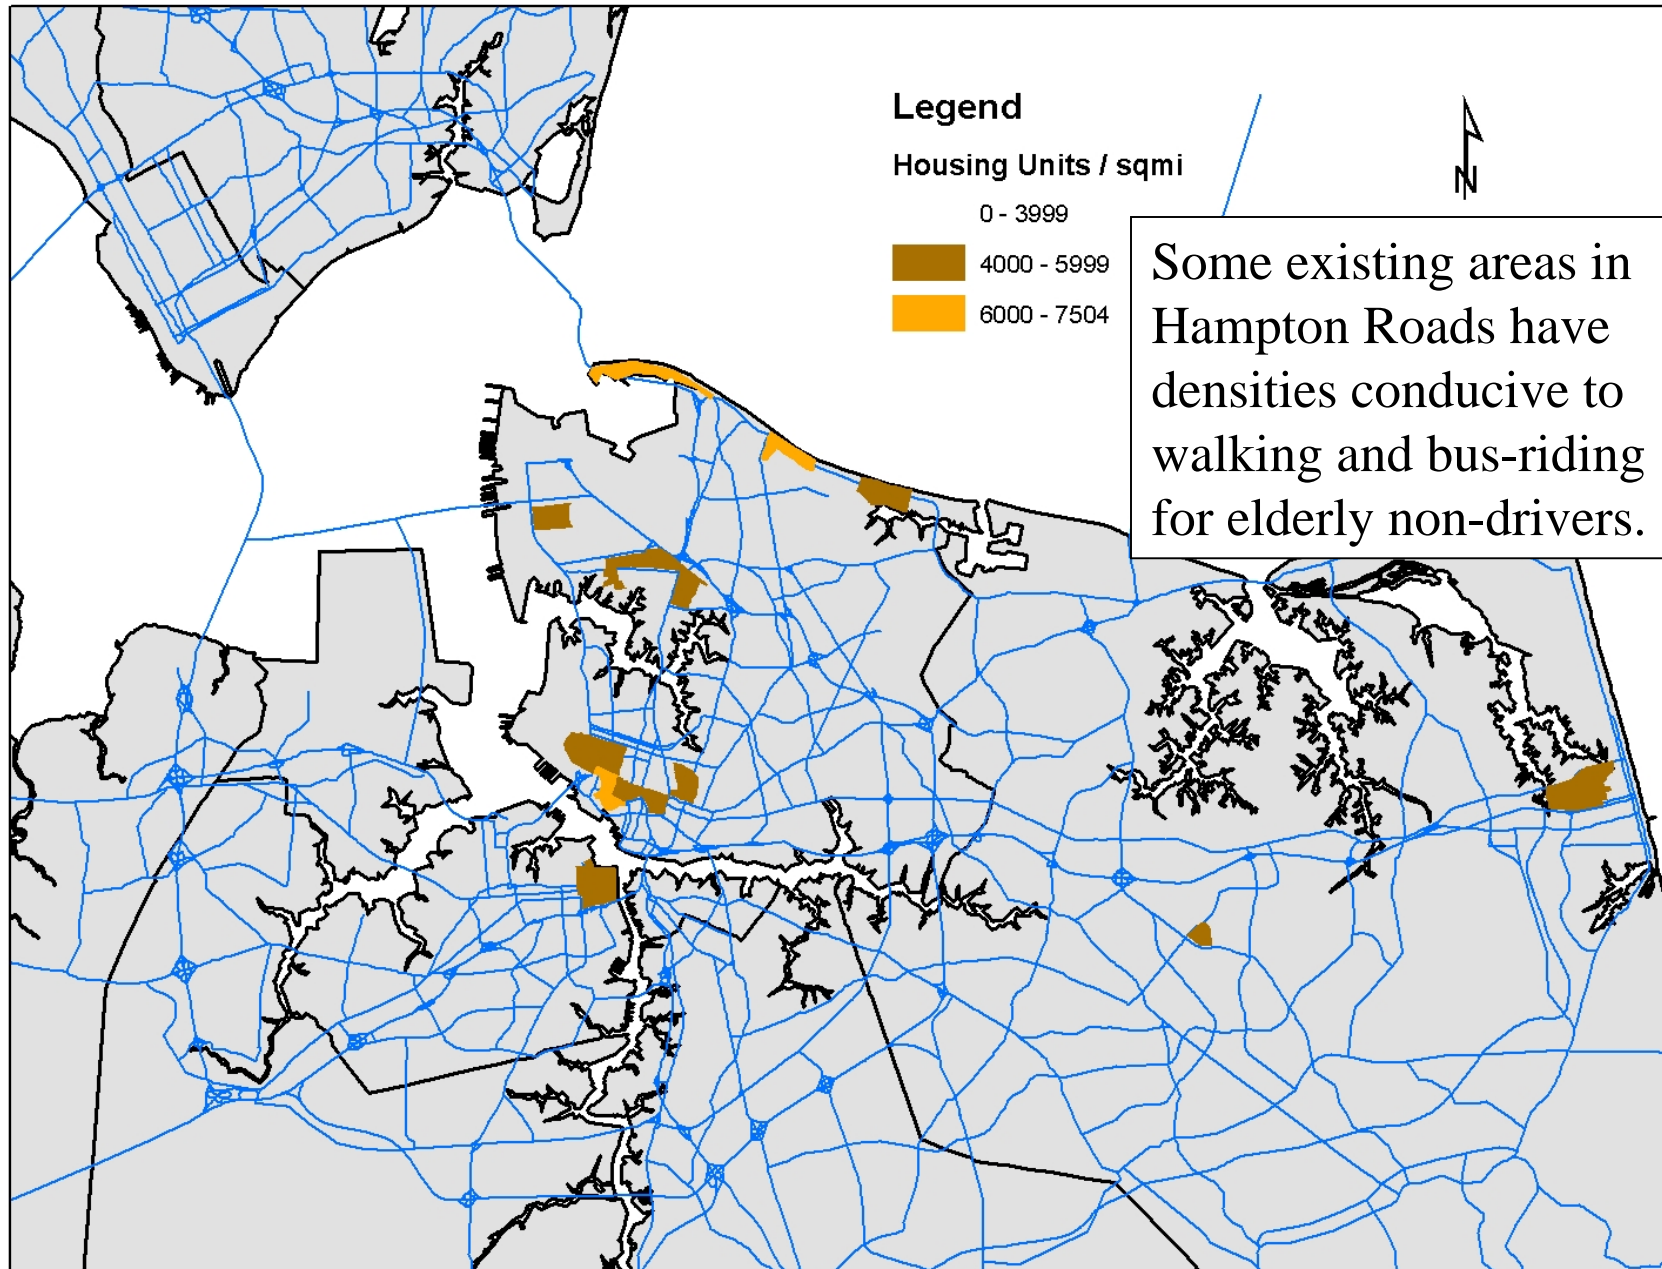 Legend
Housing Units / sqmi
0 - 3999
4000 - 5999
6000 - 7504
N
Some existing areas in
Hampton Roads have
densities conducive to
walking and bus-riding
for elderly non-drivers.